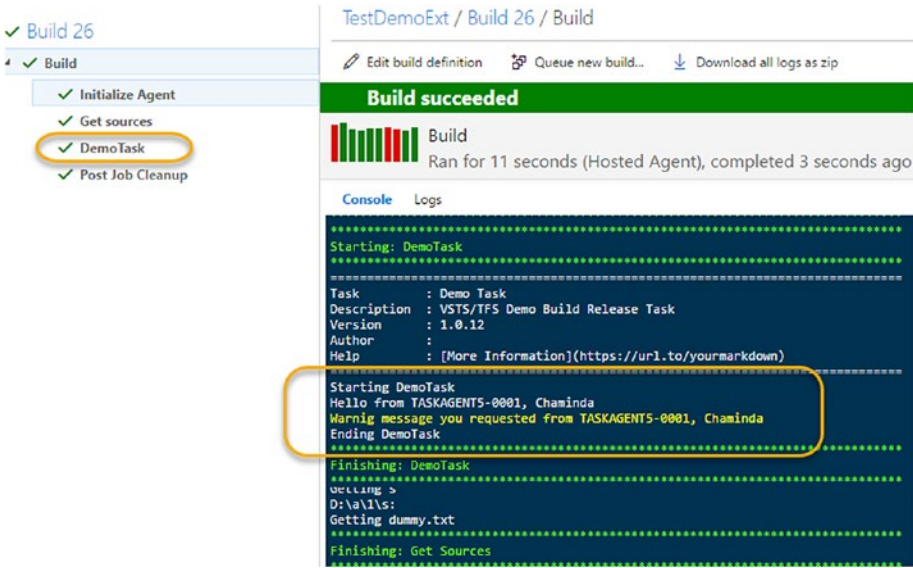 Build 26
Build
Initialize Agent
Get sources
DemoTask
Post Job Cleanup
TestDemoExt / Build 26 / Build
Edit build definition Queue new build... Download all logs as zip
Build succeeded
Build
Ran for 11 seconds (Hosted Agent), completed 3 seconds ago
Console Logs
******************************************************************************
Starting: DemoTask
******************************************************************************
==============================================================================
Task : Demo Task
Description : VSTS/TFS Demo Build Release Task
Version : 1.0.12
Author :
Help : [More Information](https://url.to/yourmarkdown)
==============================================================================
Starting DemoTask
Hello from TASKAGENT5-0001, Chaminda
Warnig message you requested from TASKAGENT5-0001, Chaminda
Ending DemoTask
******************************************************************************
Finishing: DemoTask
******************************************************************************
Getting s
D:\a\1\s:
Getting dummy.txt
******************************************************************************
Finishing: Get Sources
******************************************************************************